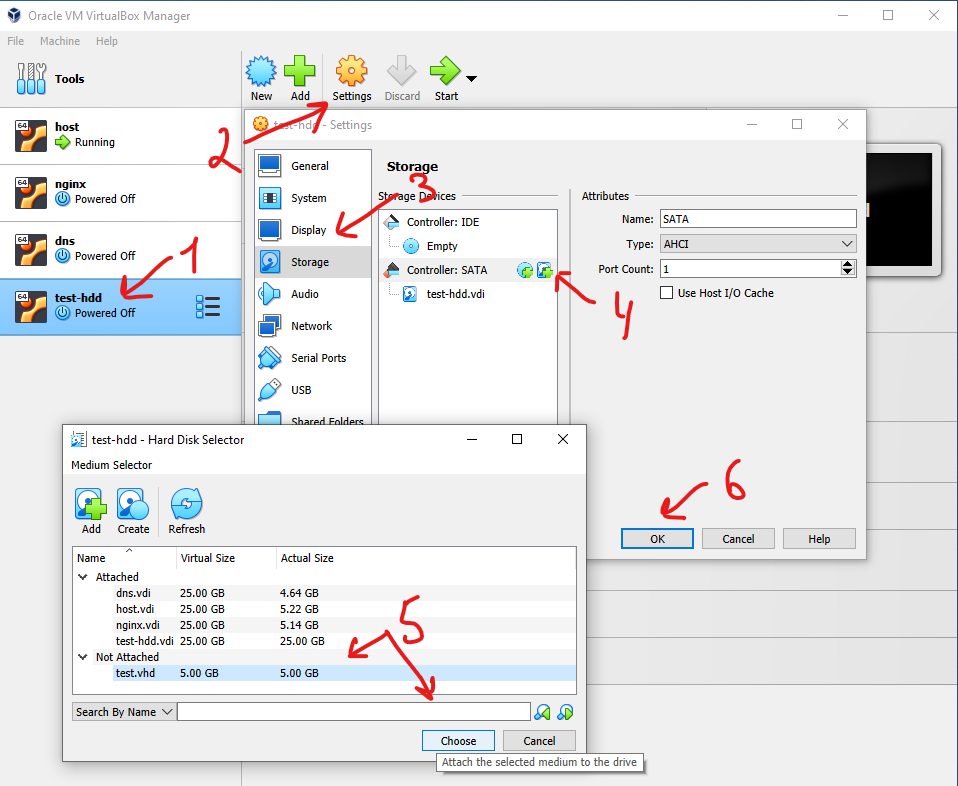 Oracle VM VirtualBox Manager
File Machine Help
Tools
New Add Settings Discard Start
64 host
Running
64 nginx
Powered Off
64 dns
Powered Off
64 test-hdd
Powered Off
1
2
test-hdd - Settings
General
System
Display
Storage
Audio
Network
Serial Ports
USB
Shared Folders
Storage
3
Storage Devices
Controller: IDE
Empty
Controller: SATA
test-hdd.vdi
4
Attributes
Name: SATA
Type: AHCI
Port Count: 1
Use Host I/O Cache
6
OK Cancel Help
test-hdd - Hard Disk Selector
Medium Selector
Add Create Refresh
Name Virtual Size Actual Size
Attached
dns.vdi 25.00 GB 4.64 GB
host.vdi 25.00 GB 5.22 GB
nginx.vdi 25.00 GB 5.14 GB
test-hdd.vdi 25.00 GB 25.00 GB
Not Attached
test.vhd 5.00 GB 5.00 GB
5
Search By Name
Choose Cancel
Attach the selected medium to the drive